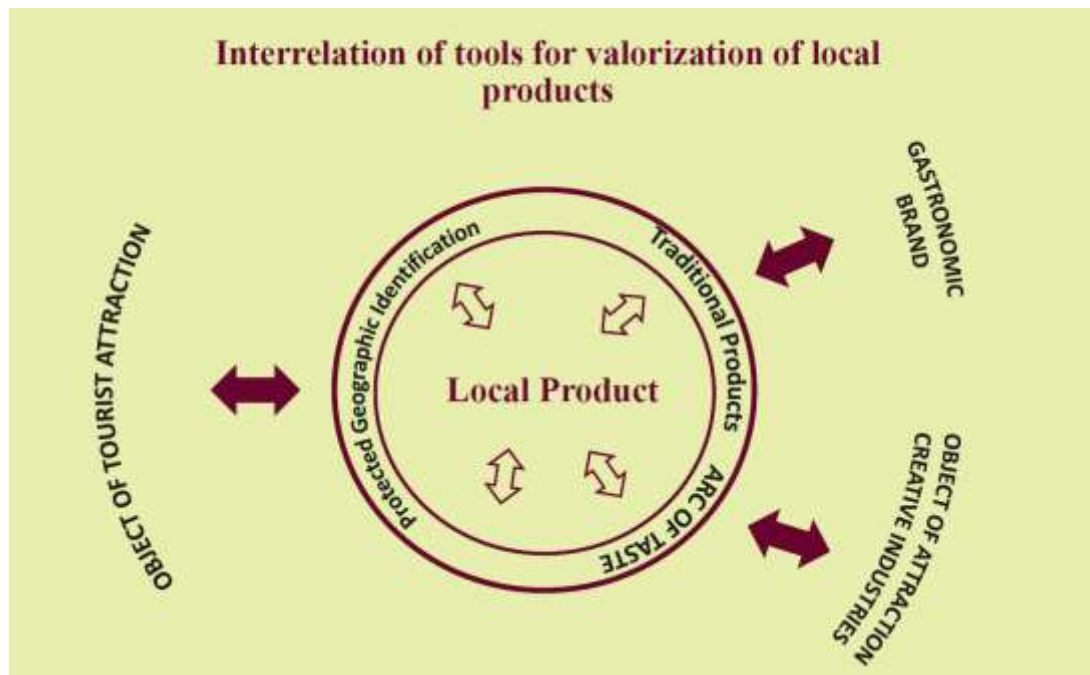 Interrelation of tools for valorization of local
products
GASTRONOMIC
BRAND
OBJECT OF TOURIST ATTRACTION
Protected Geographic Identification
Traditional Products
Local Product
ARC OF TASTE
OBJECT OF ATTRACTION
CREATIVE INDUSTRIES